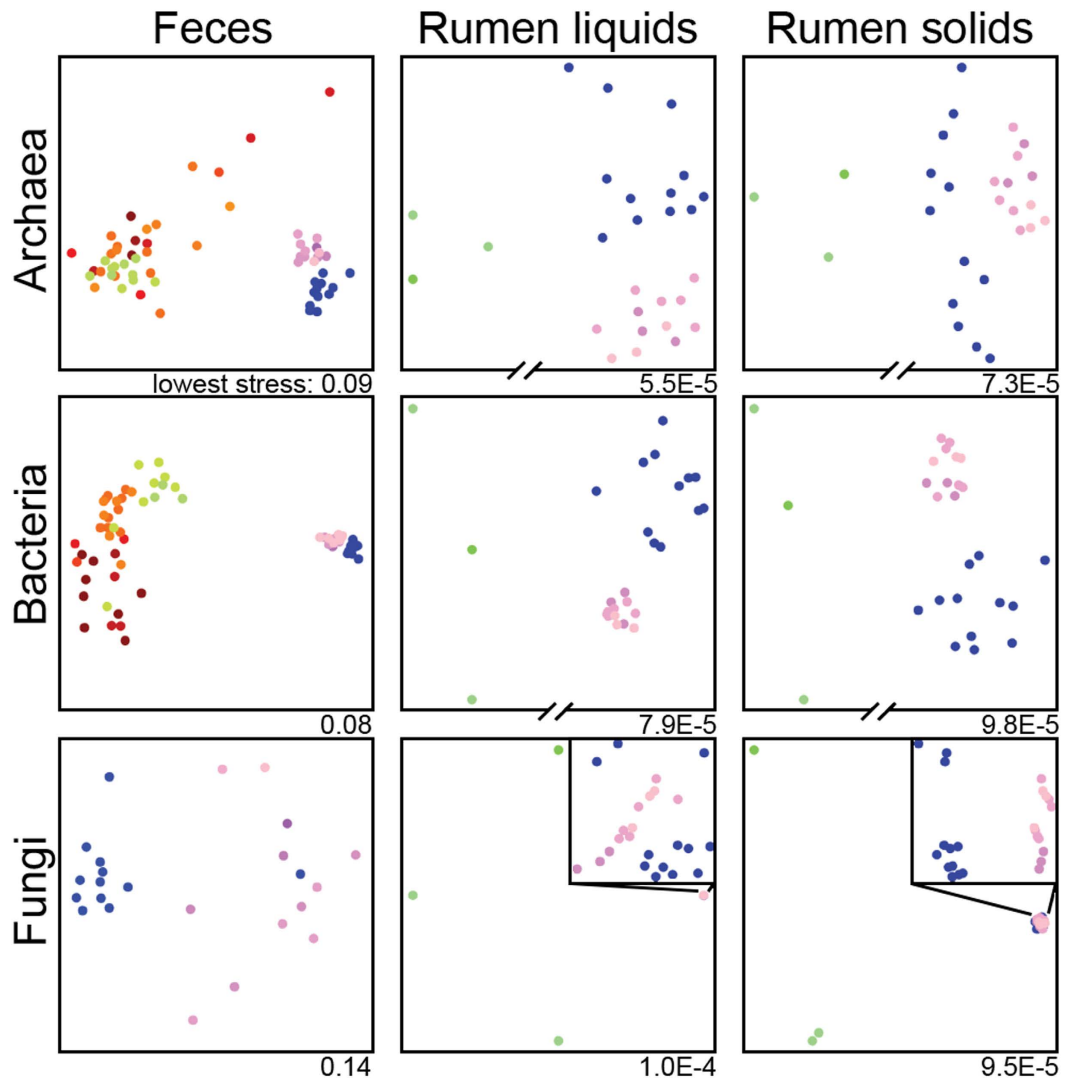 Feces Rumen liquids Rumen solids
Archaea
lowest stress: 0.09 5.5E-5 7.3E-5
Bacteria
0.08 7.9E-5 9.8E-5
Fungi
0.14 1.0E-4 9.5E-5